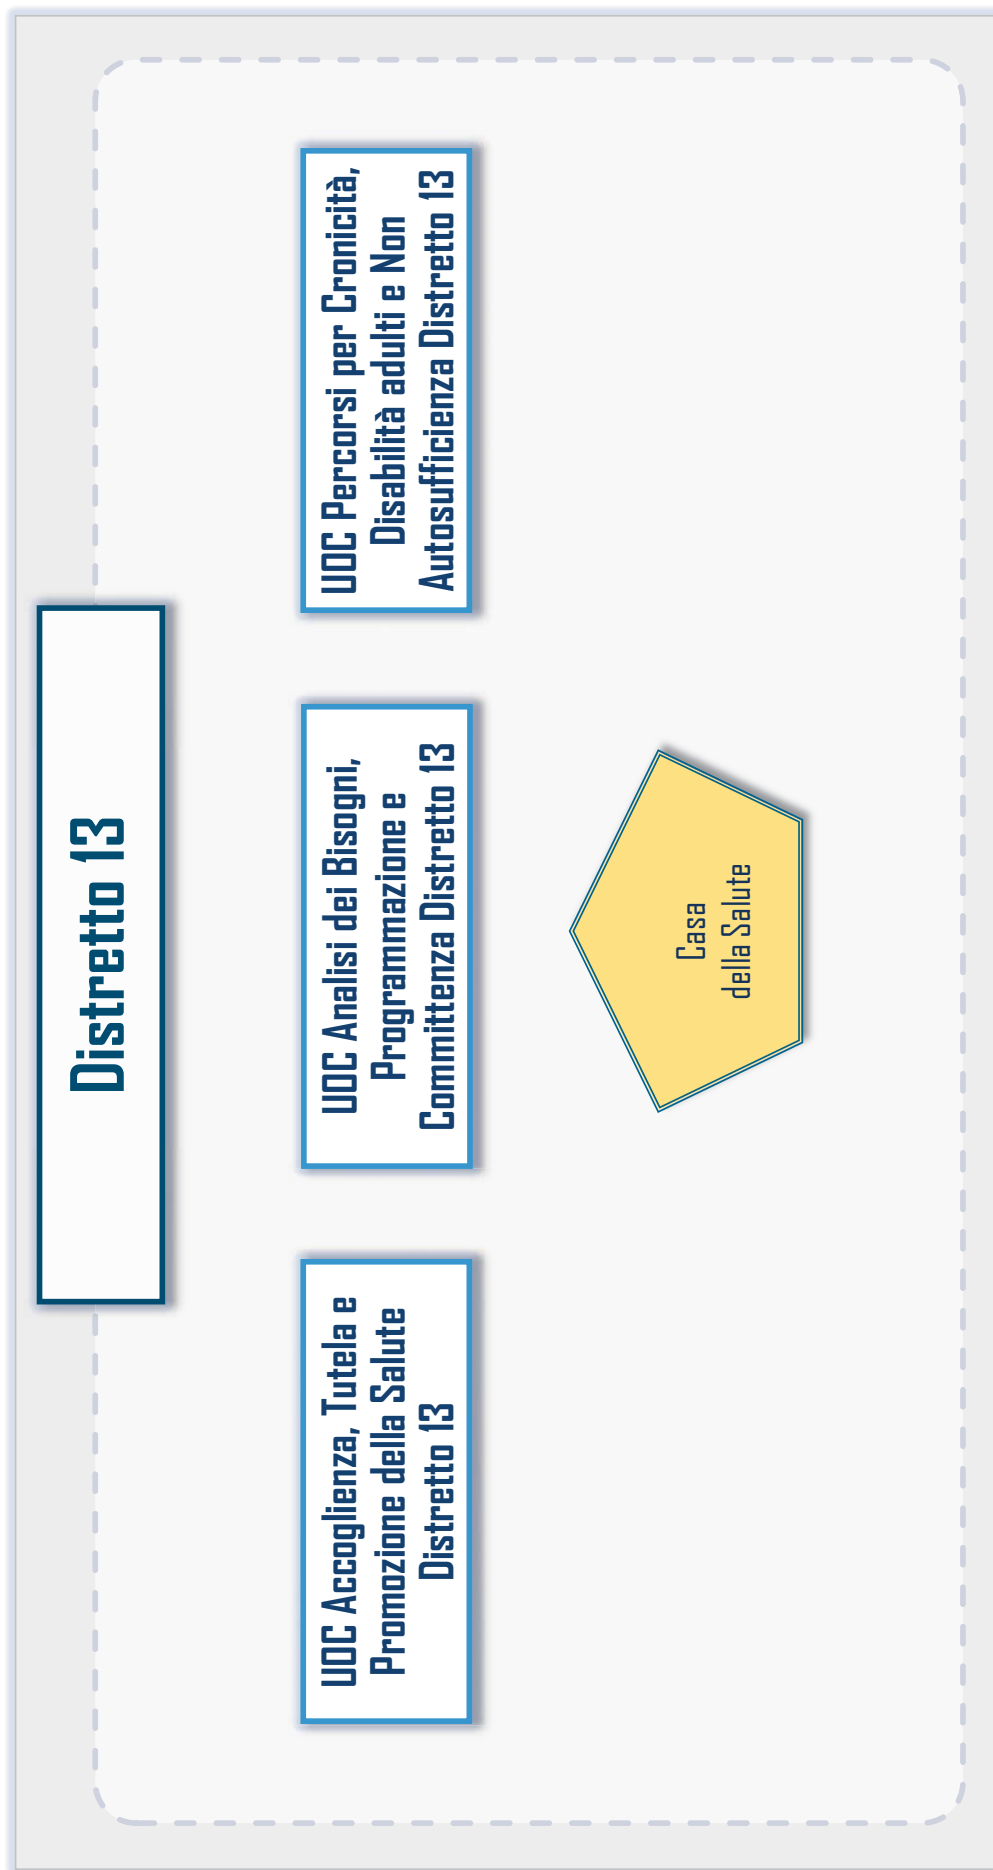 Distretto 13
UOC Accoglienza, Tutela e
Promozione della Salute
Distretto 13
UOC Analisi dei Bisogni,
Programmazione e
Committenza Distretto 13
UOC Percorsi per Cronicità,
Disabilità adulti e Non
Autosufficienza Distretto 13
Casa
della Salute